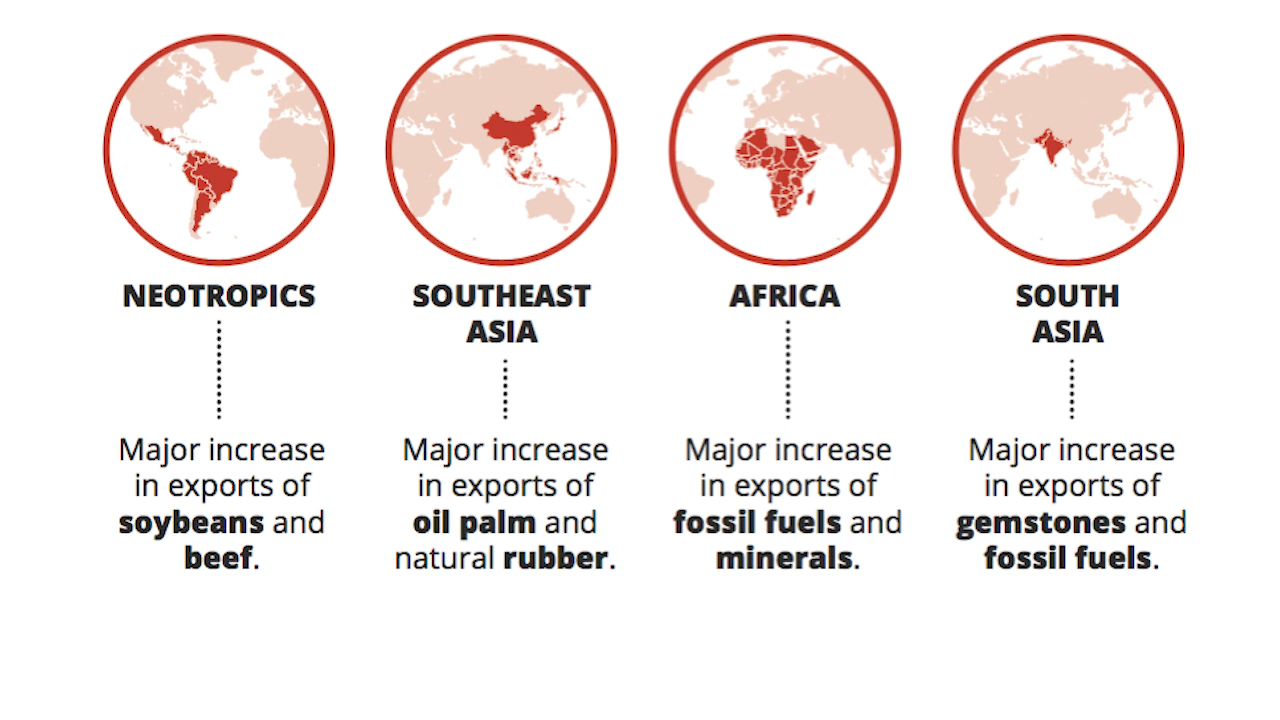 NEOTROPICS
Major increase
in exports of
soybeans and
beef.
SOUTHEAST
ASIA
Major increase
in exports of
oil palm and
natural rubber.
AFRICA
Major increase
in exports of
fossil fuels and
minerals.
SOUTH
ASIA
Major increase
in exports of
gemstones and
fossil fuels.